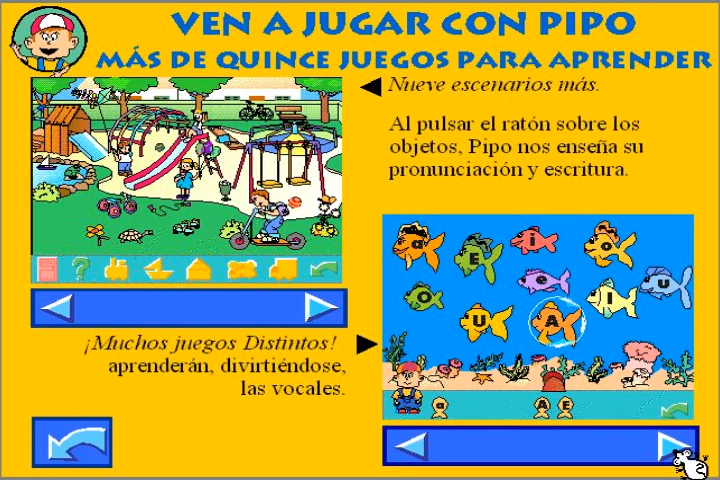 VEN A JUGAR CON PIPO
MÁS DE QUINCE JUEGOS PARA APRENDER
Nueve escenarios más.
Al pulsar el ratón sobre los
objetos, Pipo nos enseña su
pronunciación y escritura.
¡Muchos juegos Distintos!
aprenderán, divirtiéndose,
las vocales.
?
a E i o
o U A e I u
a A E